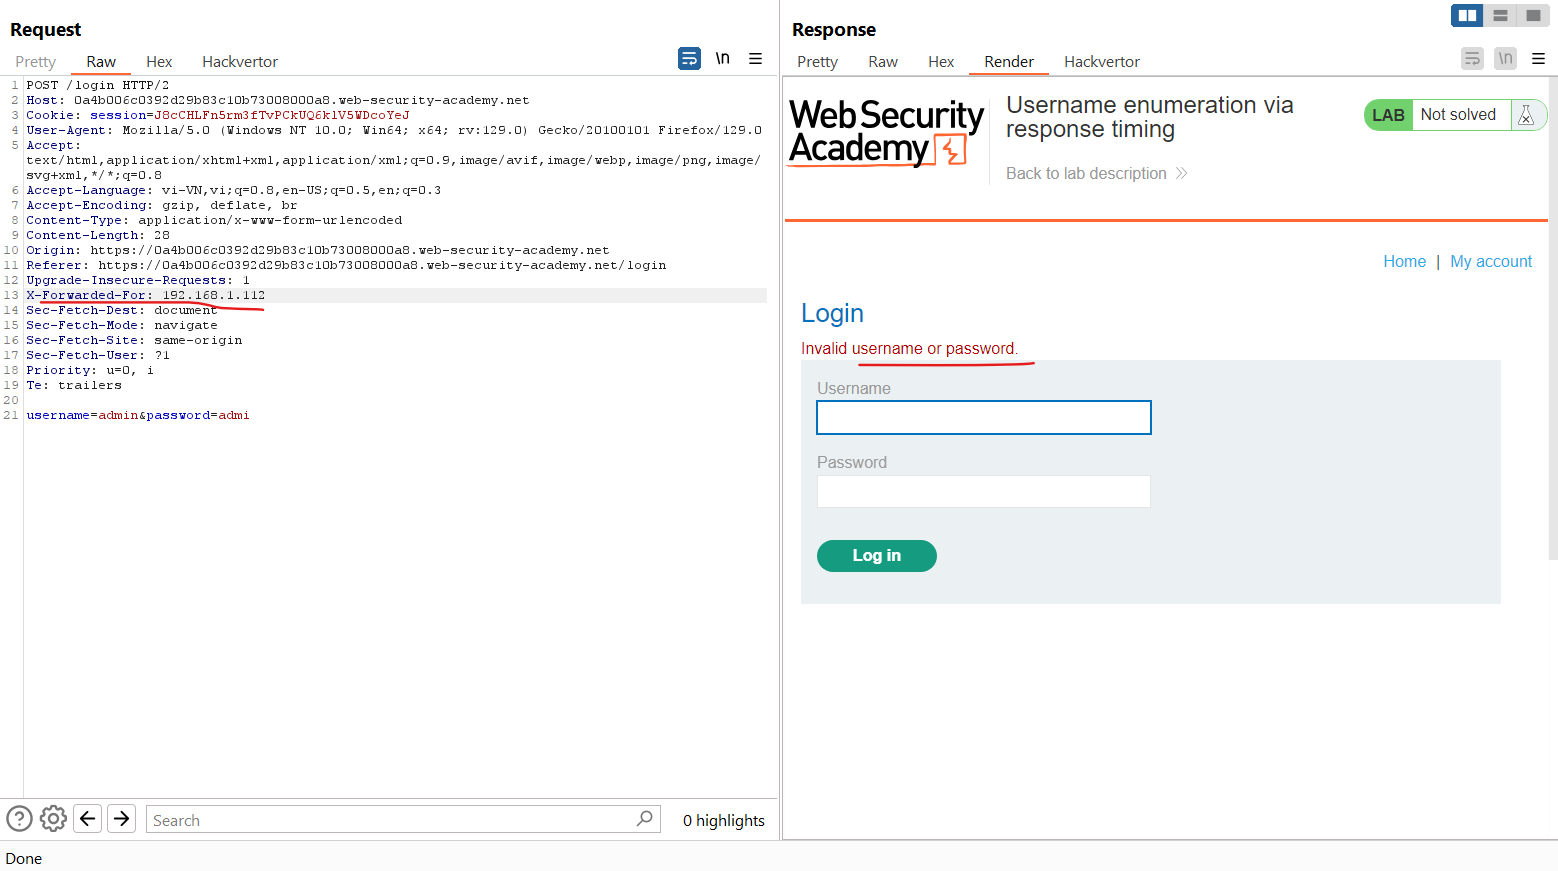 Request
Pretty Raw Hex Hackvertor
\n
1 POST /login HTTP/2
2 Host: 0a4b006c0392d29b83c10b73008000a8.web-security-academy.net
3 Cookie: session=J8cCHLFn5rm3fTvPCkUQ6klV5WDcoYeJ
4 User-Agent: Mozilla/5.0 (Windows NT 10.0; Win64; x64; rv:129.0) Gecko/20100101 Firefox/129.0
5 Accept:
text/html,application/xhtml+xml,application/xml;q=0.9,image/avif,image/webp,image/png,image/
svg+xml,*/*;q=0.8
6 Accept-Language: vi-VN,vi;q=0.8,en-US;q=0.5,en;q=0.3
7 Accept-Encoding: gzip, deflate, br
8 Content-Type: application/x-www-form-urlencoded
9 Content-Length: 28
10 Origin: https://0a4b006c0392d29b83c10b73008000a8.web-security-academy.net
11 Referer: https://0a4b006c0392d29b83c10b73008000a8.web-security-academy.net/login
12 Upgrade-Insecure-Requests: 1
13 X-Forwarded-For: 192.168.1.112
14 Sec-Fetch-Dest: document
15 Sec-Fetch-Mode: navigate
16 Sec-Fetch-Site: same-origin
17 Sec-Fetch-User: ?1
18 Priority: u=0, i
19 Te: trailers
20
21 username=admin&password=admi
Search
0 highlights
Done
Response
Pretty Raw Hex Render Hackvertor
\n
Web Security
Academy
Username enumeration via
response timing
Back to lab description
LAB Not solved
Home | My account
Login
Invalid username or password.
Username
Password
Log in